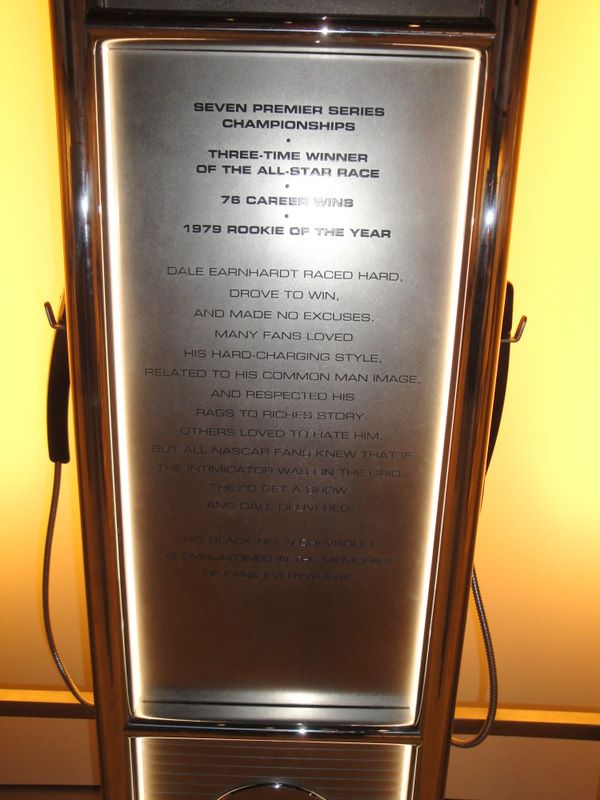 SEVEN PREMIER SERIES
CHAMPIONSHIPS
•
THREE-TIME WINNER
OF THE ALL-STAR RACE
•
76 CAREER WINS
•
1979 ROOKIE OF THE YEAR
DALE EARNHARDT RACED HARD,
DROVE TO WIN,
AND MADE NO EXCUSES.
MANY FANS LOVED
HIS HARD-CHARGING STYLE,
RELATED TO HIS COMMON MAN IMAGE,
AND RESPECTED HIS
RAGS TO RICHES STORY.
OTHERS LOVED TO HATE HIM.
BUT ALL NASCAR FANS KNEW THAT IF
THE INTIMIDATOR WAS ON THE GRID,
THEY'D GET A SHOW.
AND DALE DELIVERED.
HIS BLACK NO. 3 CHEVROLET
IS EMBLAZONED IN THE MEMORIES
OF FANS EVERYWHERE.